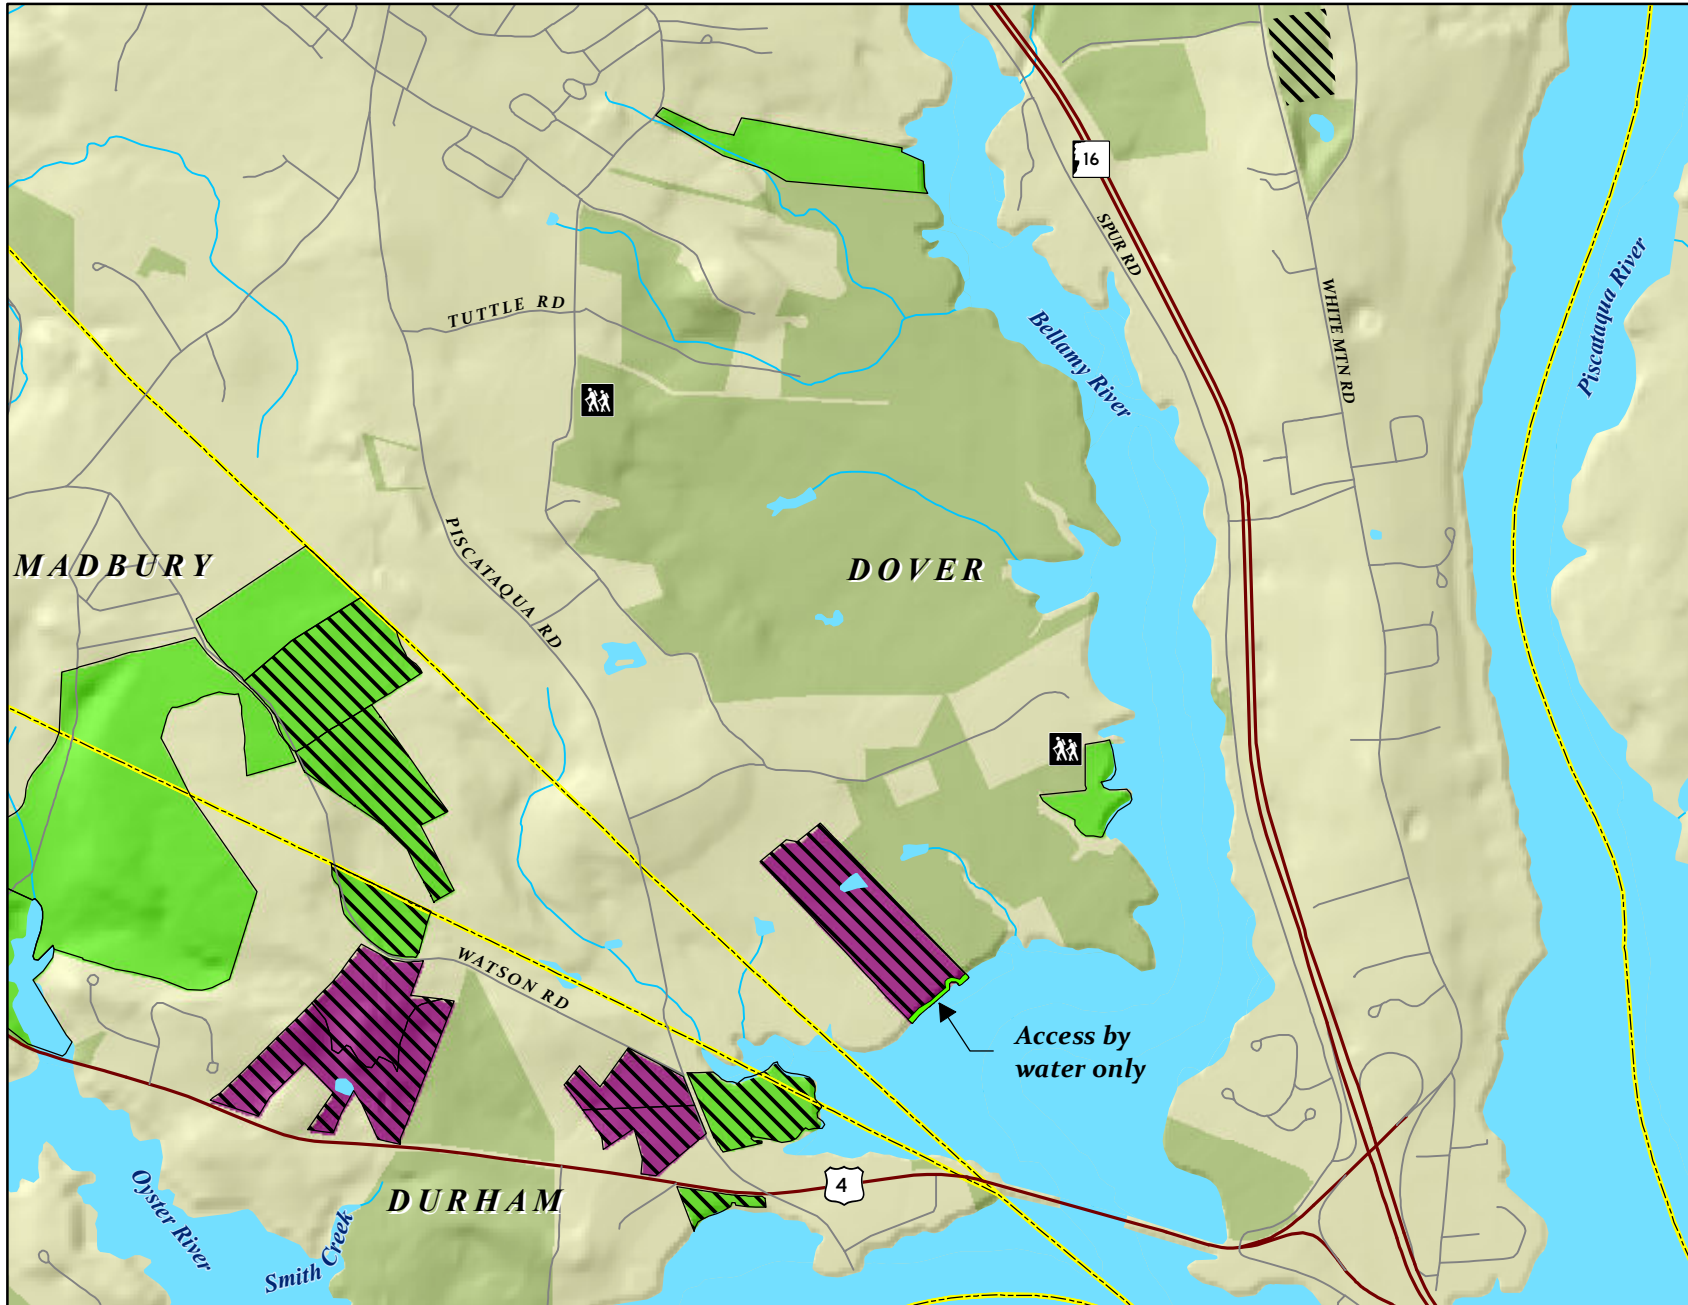 16
SPUR RD
Piscataqua River
TUTTLE RD
WHITE MTN RD
Bellamy River
MADBURY
PISCATAQUA RD
DOVER
WATSON RD
Access by
water only
4
DURHAM
Oyster River
Smith Creek